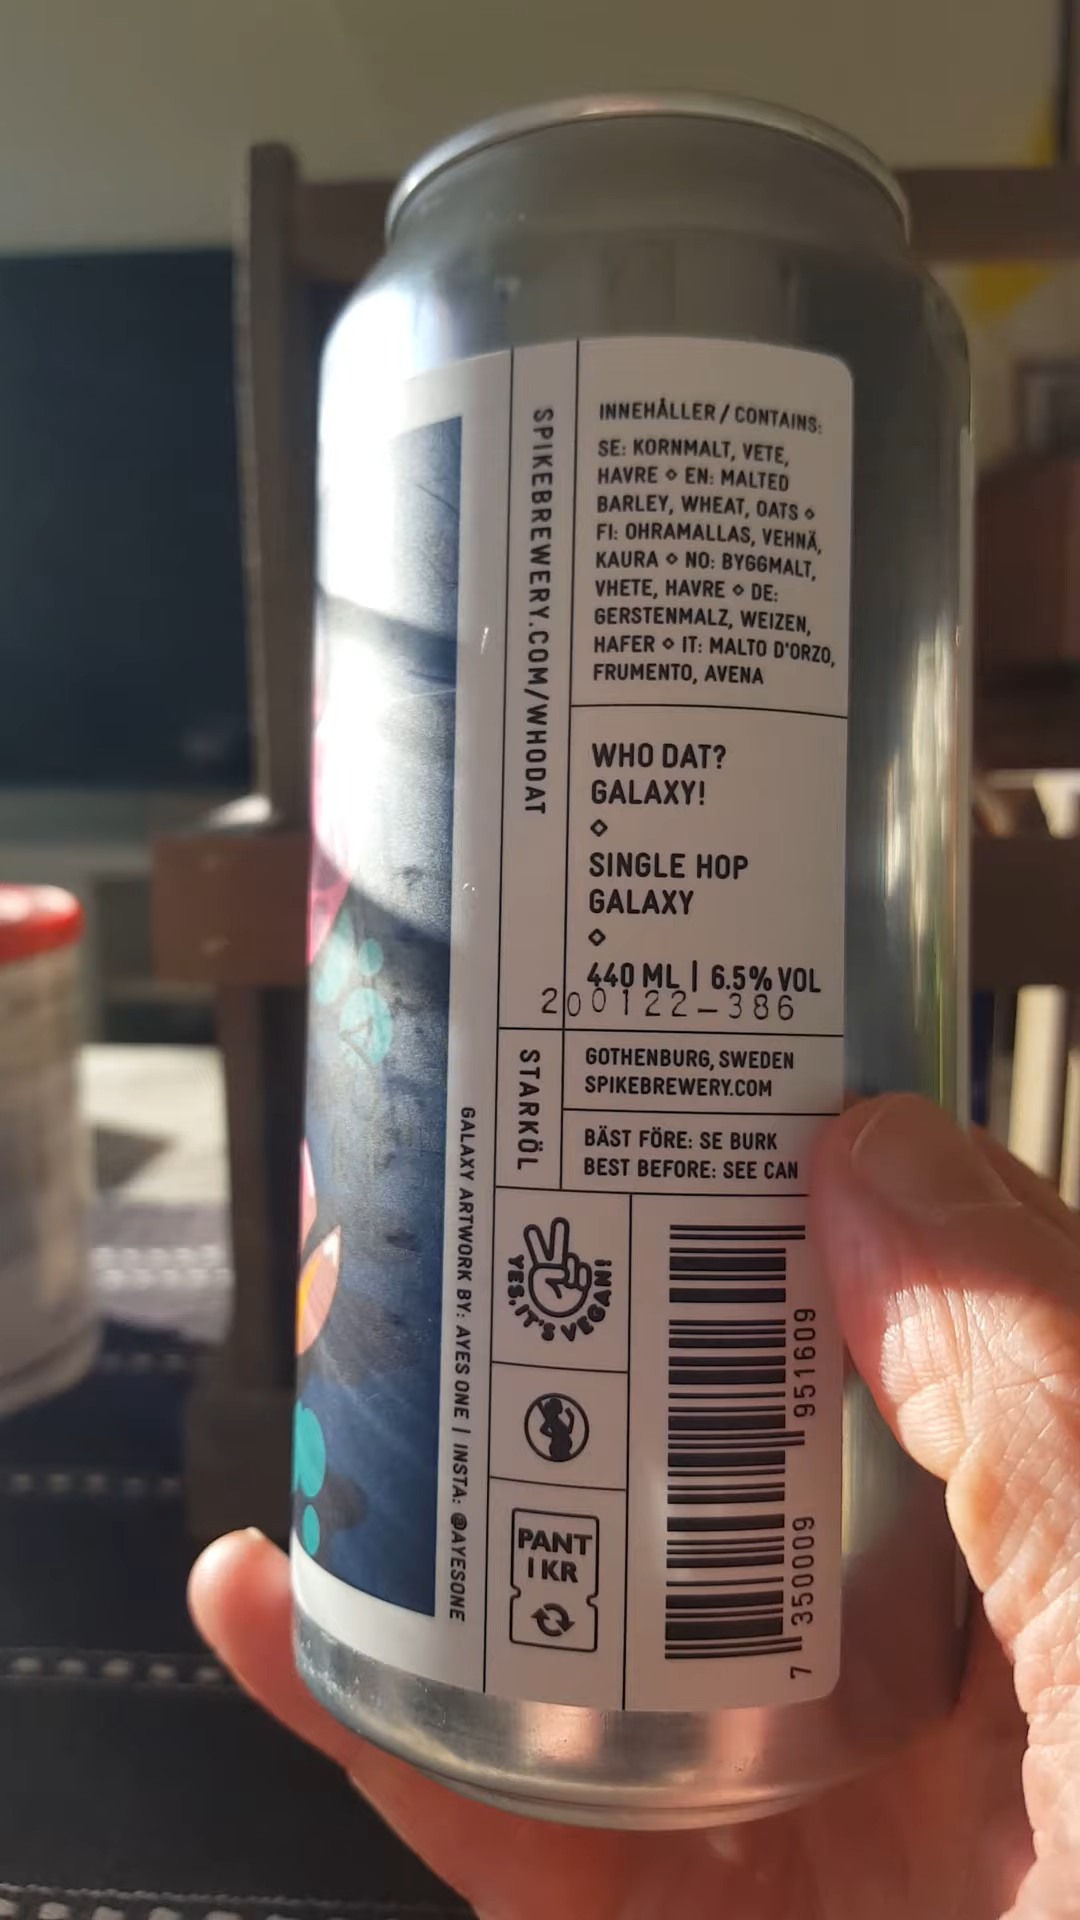 INNEHÅLLER / CONTAINS:
SE: KORNMALT, VETE,
HAVRE ⋄ EN: MALTED
BARLEY, WHEAT, OATS ⋄
FI: OHRAMALLAS, VEHNÄ,
KAURA ⋄ NO: BYGGMALT,
VHETE, HAVRE ⋄ DE:
GERSTENMALZ, WEIZEN,
HAFER ⋄ IT: MALTO D'ORZO,
FRUMENTO, AVENA
SPIKEBREWERY.COM/WHODAT
WHO DAT?
GALAXY!
⋄
SINGLE HOP
GALAXY
⋄
440 ML | 6.5% VOL
200122-386
STARKÖL
GOTHENBURG, SWEDEN
SPIKEBREWERY.COM
BÄST FÖRE: SE BURK
BEST BEFORE: SEE CAN
GALAXY ARTWORK BY: AYES ONE | INSTA: @AYESONE
YES, IT'S VEGAN!
PANT
1 KR
7 350009 951609